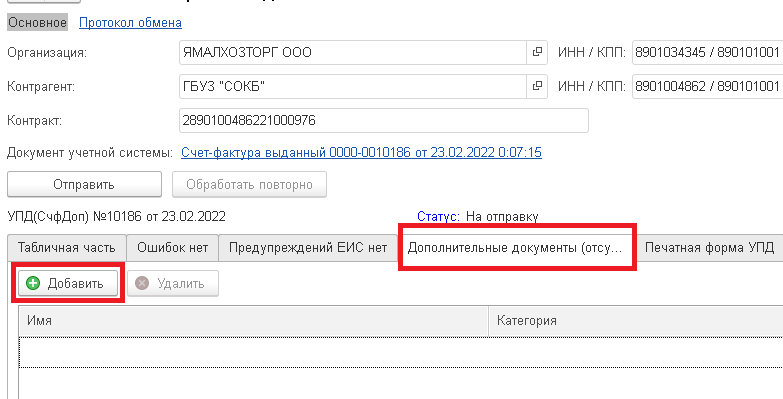 Основное Протокол обмена
Организация: ЯМАЛХОЗТОРГ ООО ИНН / КПП: 8901034345 / 890101001
Контрагент: ГБУЗ "СОКБ" ИНН / КПП: 8901004862 / 890101001
Контракт: 2890100486221000976
Документ учетной системы: Счет-фактура выданный 0000-0010186 от 23.02.2022 0:07:15
Отправить Обработать повторно
УПД(СчфДоп) №10186 от 23.02.2022 Статус: На отправку
Табличная часть Ошибок нет Предупреждений ЕИС нет Дополнительные документы (отсу... Печатная форма УПД
Добавить Удалить
Имя Категория